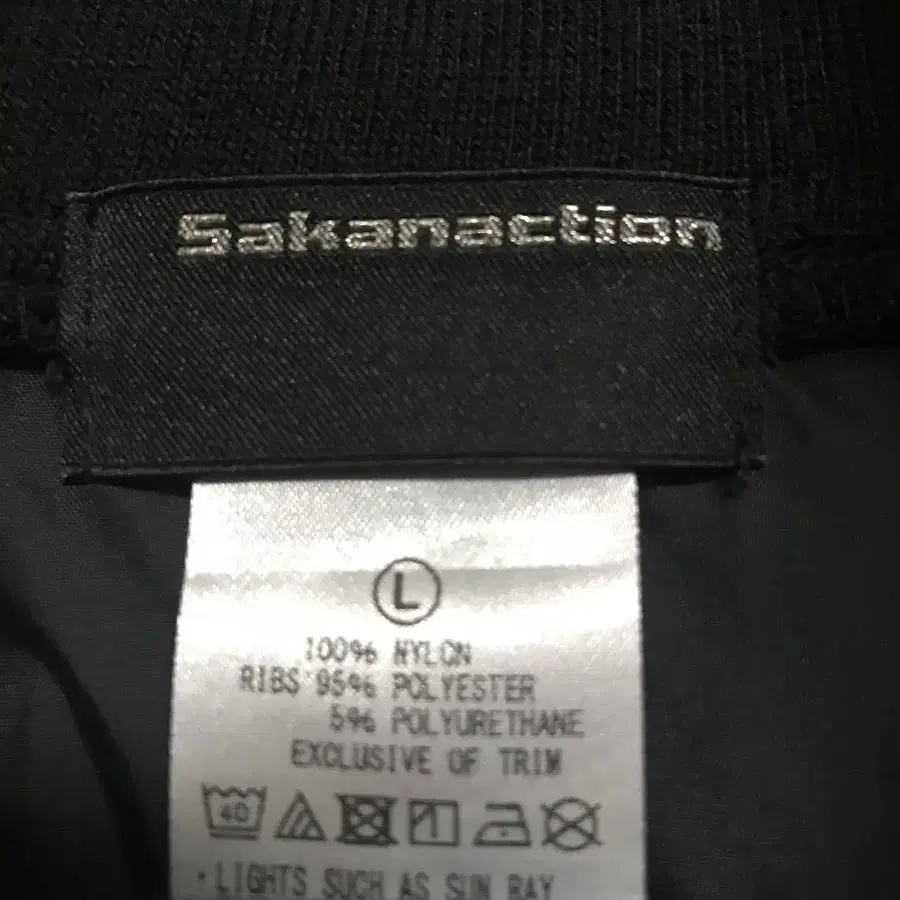 Sakanaction
L
100% NYLON
RIBS 95% POLYESTER
5% POLYURETHANE
EXCLUSIVE OF TRIM
40
• LIGHTS SUCH AS SUN RAY